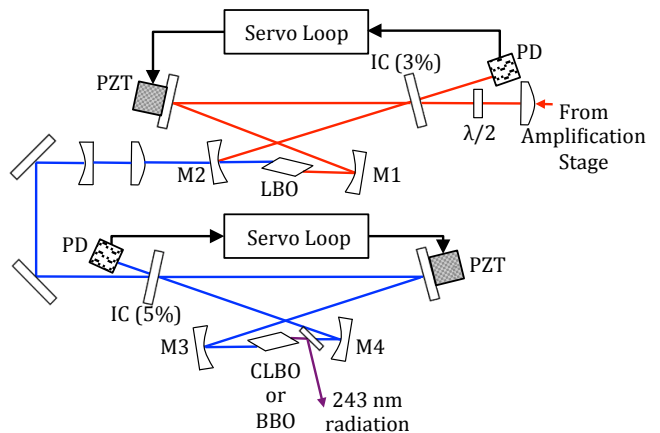 Servo Loop
PD
PZT
IC (3%)
λ/2
From
Amplification
Stage
M2
LBO
M1
PD
Servo Loop
PZT
IC (5%)
M3
M4
CLBO
or
BBO
243 nm
radiation